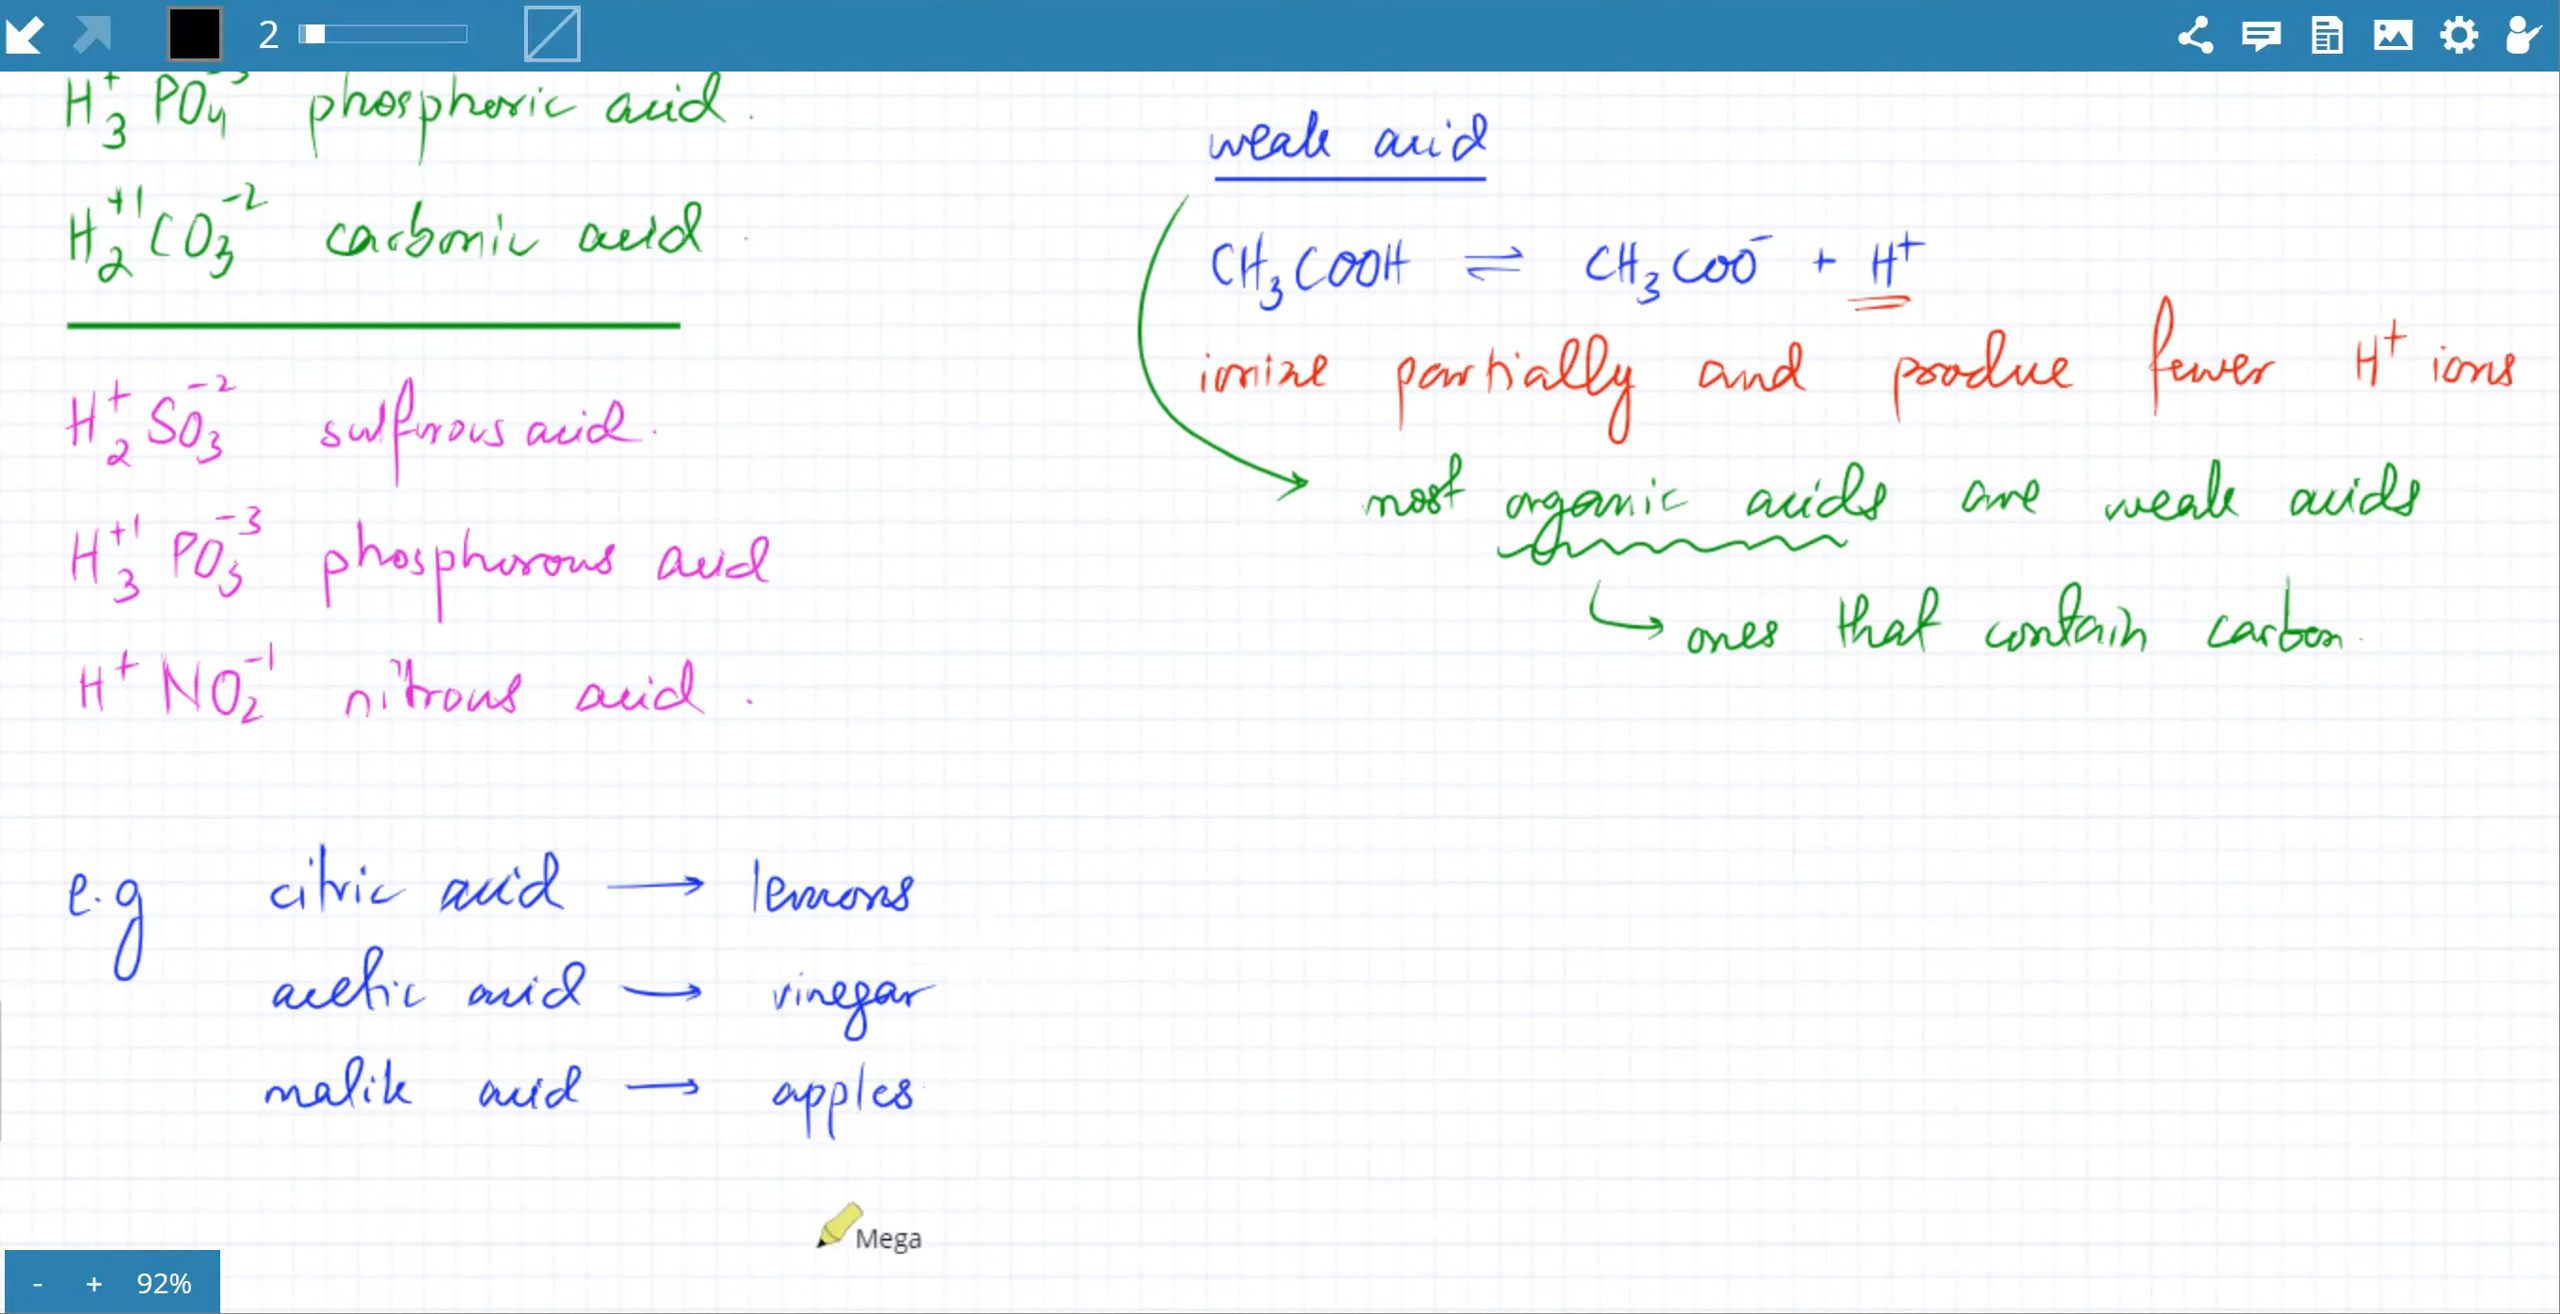 2
H₃⁺ PO₄⁻³ phosphoric acid.
H₂⁺¹ CO₃⁻² carbonic acid
H₂⁺ SO₃⁻² sulfurous acid.
H₃⁺¹ PO₃⁻³ phosphorous acid
H⁺ NO₂⁻¹ nitrous acid.
e.g citric acid → lemons
acetic acid → vinegar
malik acid → apples
weak acid
CH₃COOH ⇌ CH₃COO⁻ + H⁺
ionize partially and produce fewer H⁺ ions
→ most organic acids are weak acids
↳ ones that contain carbon.
Mega
- + 92%